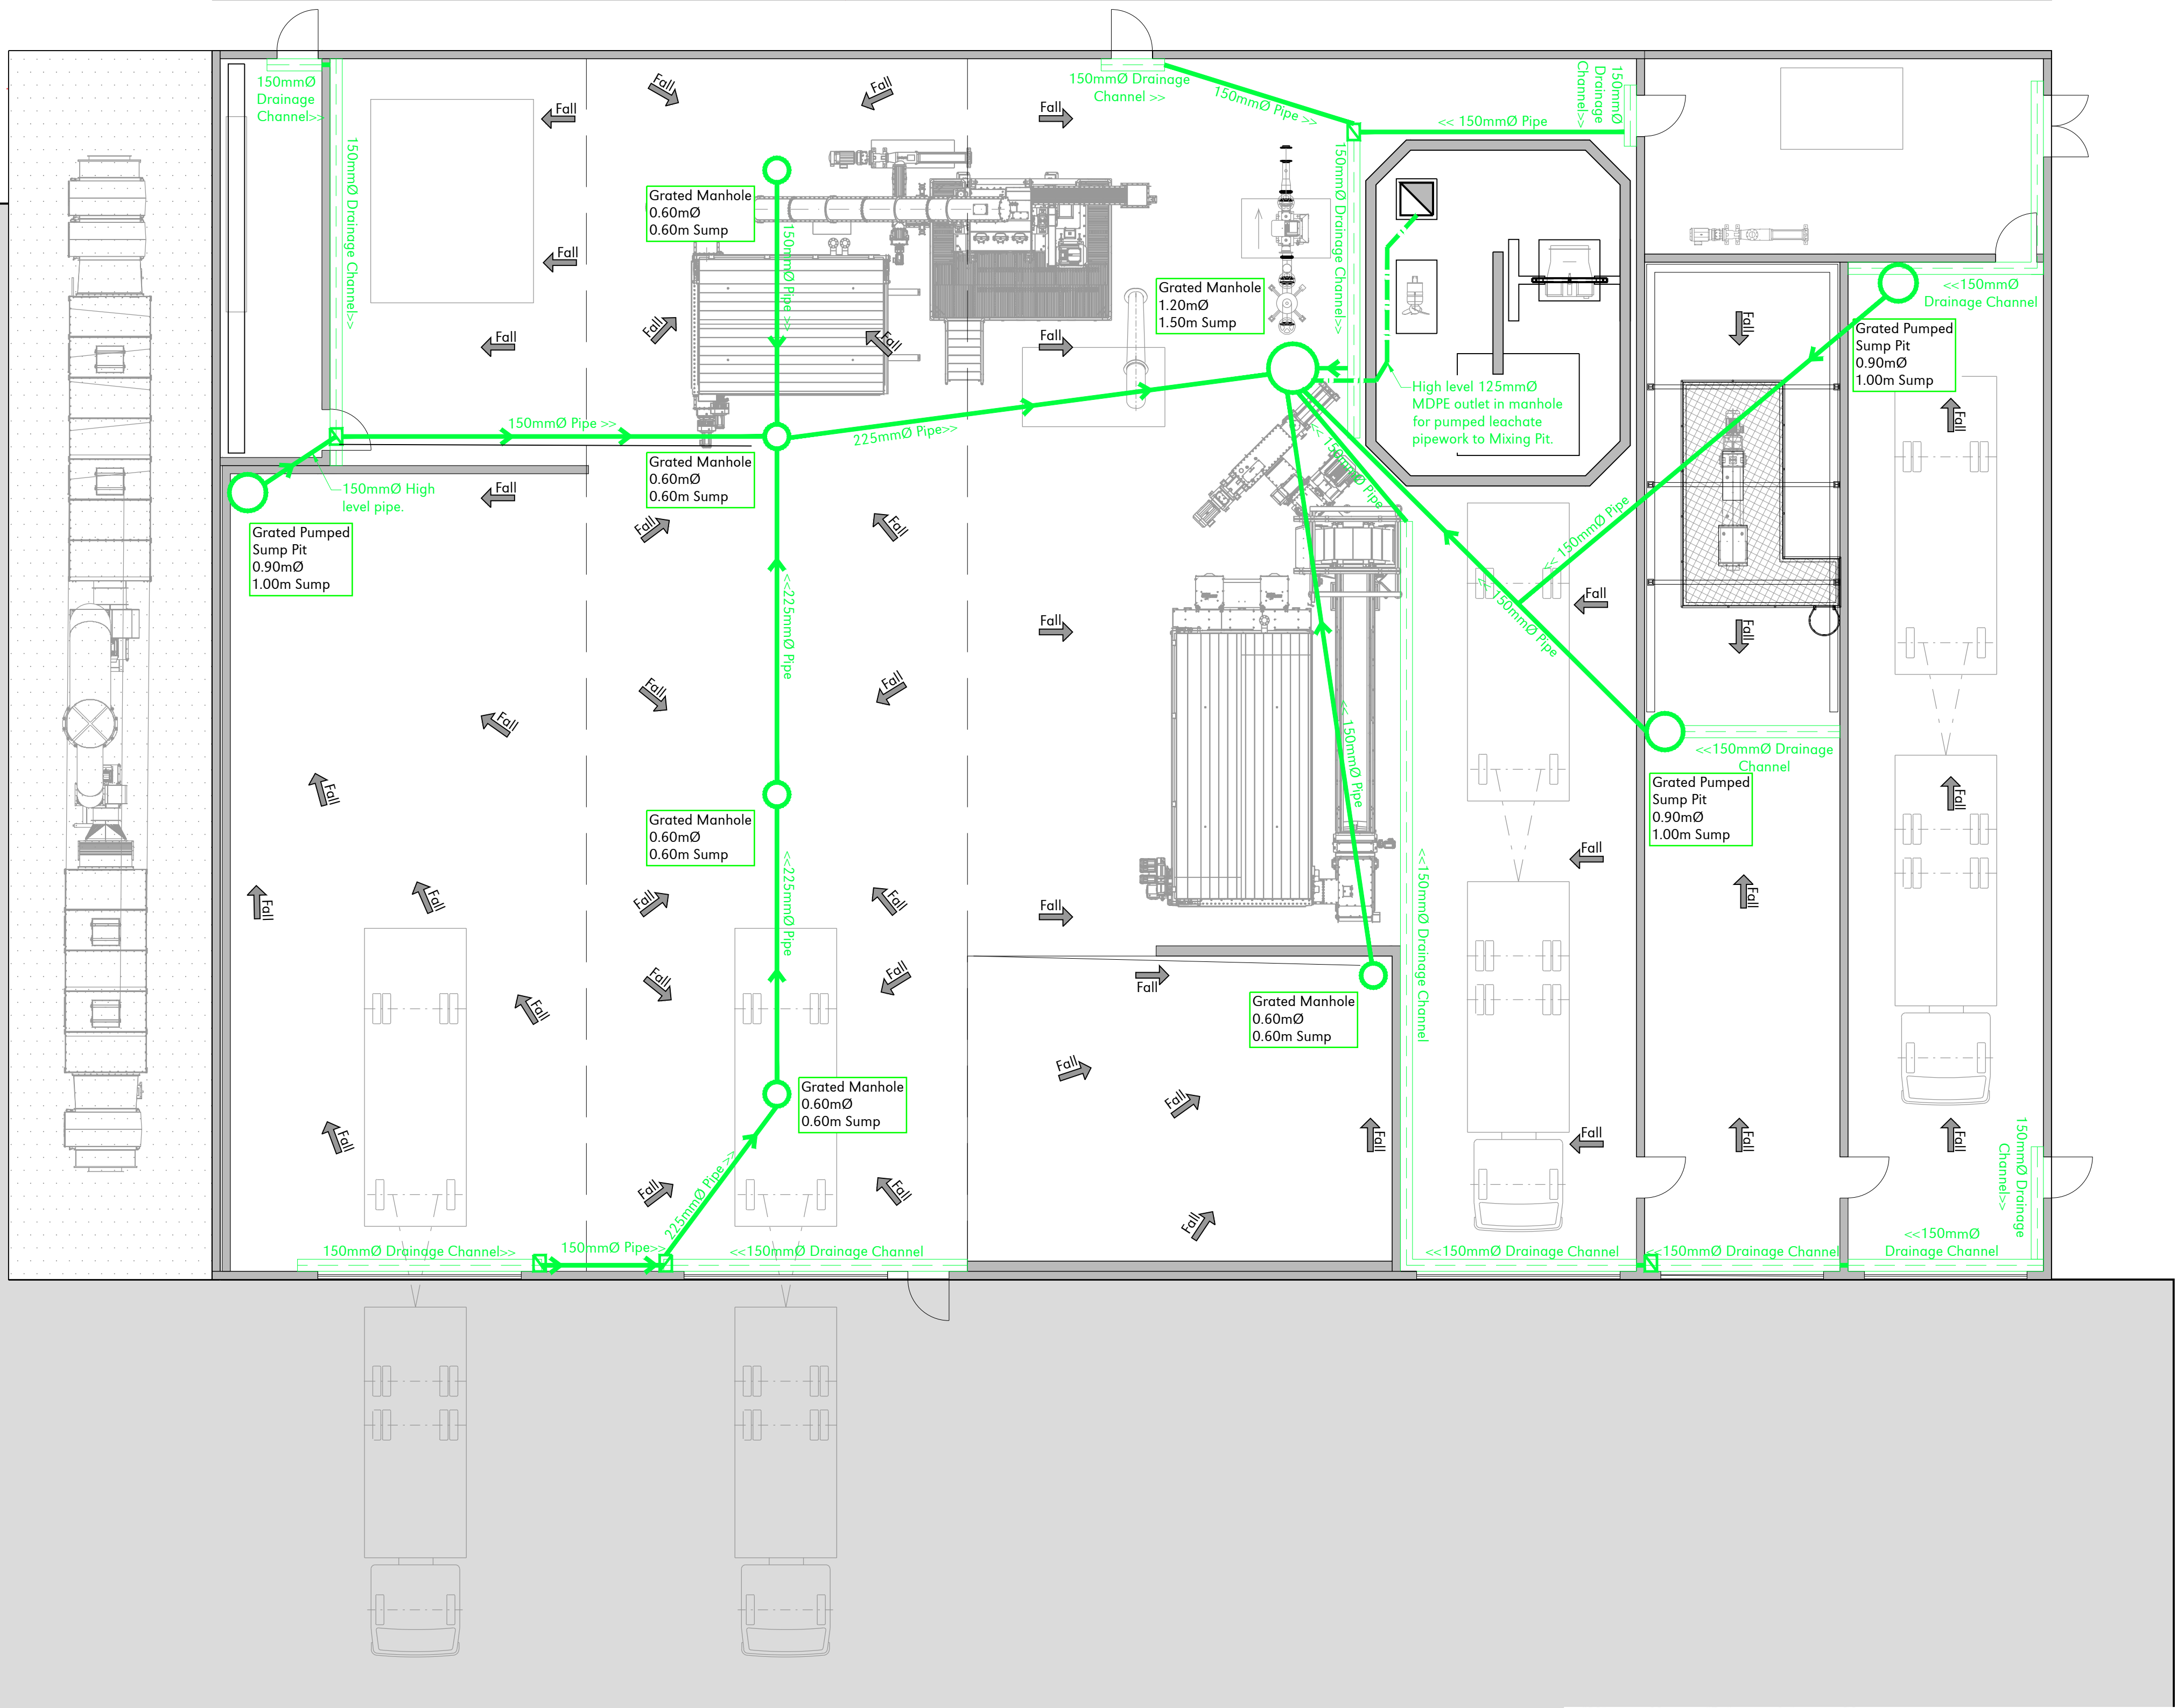 150mmØ
Drainage
Channel>>
150mmØ Drainage Channel>>
Fall
Fall
Fall
Fall
Fall
150mmØ Drainage
Channel >>
150mmØ Pipe >>
<< 150mmØ Pipe
150mmØ
Drainage
Channel>>
Grated Manhole
0.60mØ
0.60m Sump
150mmØ Pipe >>
Fall
Fall
Fall
Fall
Grated Manhole
1.20mØ
1.50m Sump
150mmØ Drainage Channel>>
High level 125mmØ
MDPE outlet in manhole
for pumped leachate
pipework to Mixing Pit.
Fall
<<150mmØ
Drainage Channel
Grated Pumped
Sump Pit
0.90mØ
1.00m Sump
Fall
150mmØ Pipe >>
225mmØ Pipe>>
<< 150mmØ Pipe
Grated Manhole
0.60mØ
0.60m Sump
150mmØ High
level pipe.
Fall
Grated Pumped
Sump Pit
0.90mØ
1.00m Sump
Fall
Fall
<<225mmØ Pipe
Fall
<< 150mmØ Pipe
<< 150mmØ Pipe
Fall
Fall
Fall
Fall
Fall
Fall
<< 150mmØ Pipe
<<150mmØ Drainage
Channel
Grated Pumped
Sump Pit
0.90mØ
1.00m Sump
Fall
Grated Manhole
0.60mØ
0.60m Sump
<<225mmØ Pipe
<<150mmØ Drainage Channel
Fall
Fall
Fall
Fall
Fall
Fall
Fall
Fall
Fall
Fall
Fall
Fall
Grated Manhole
0.60mØ
0.60m Sump
Fall
Fall
Grated Manhole
0.60mØ
0.60m Sump
Fall
Fall
Fall
Fall
Fall
150mmØ Drainage
Channel>>
Fall
Fall
225mmØ Pipe >>
Fall
150mmØ Drainage Channel>>
150mmØ Pipe>>
<<150mmØ Drainage Channel
<<150mmØ Drainage Channel
<<150mmØ Drainage Channel
<<150mmØ
Drainage Channel